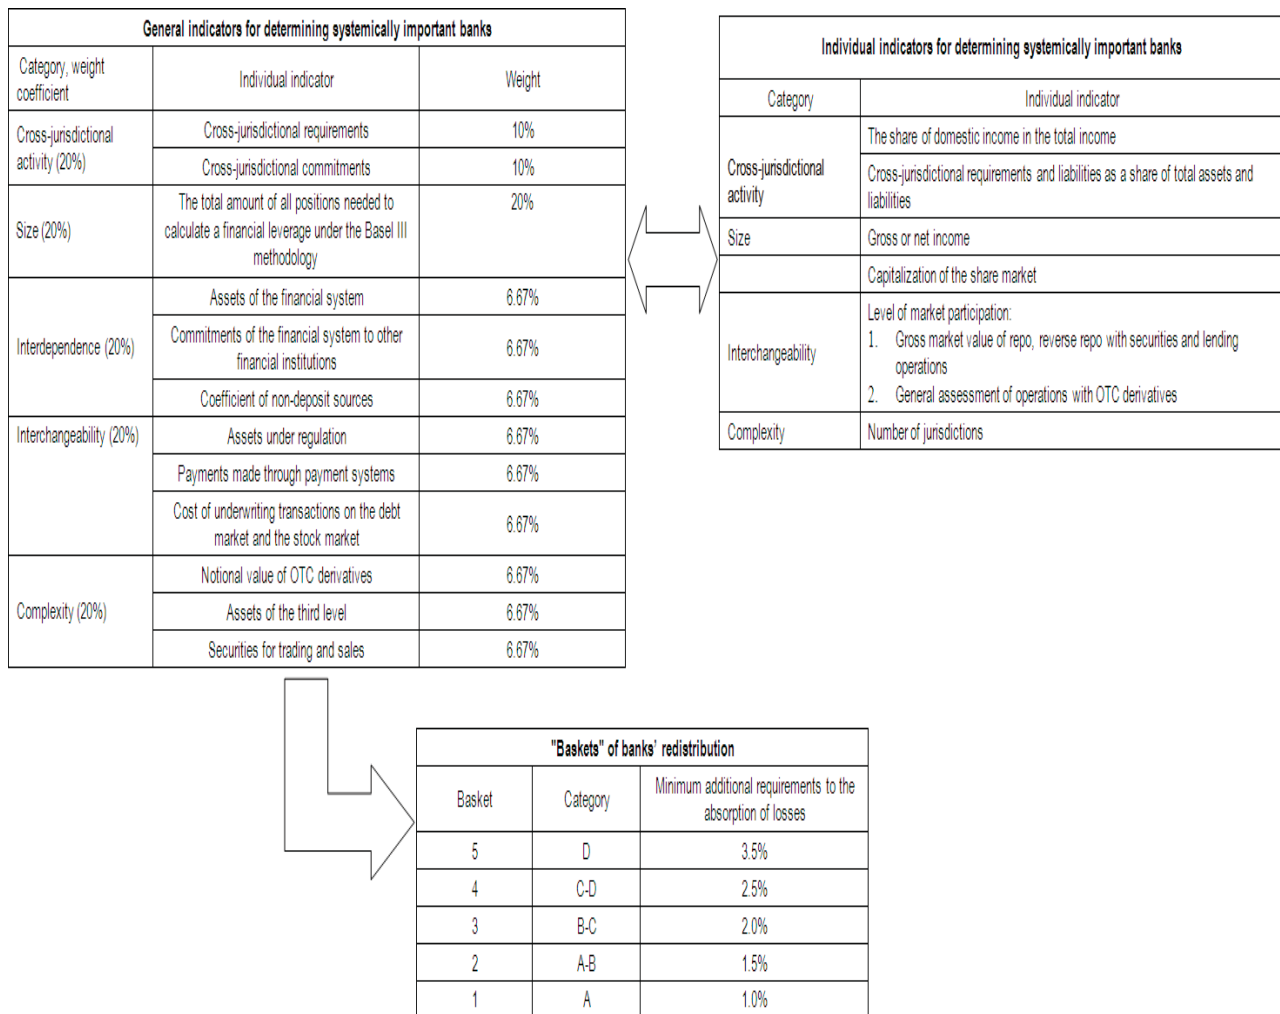 General indicators for determining systemically important banks
Category, weight
coefficient
Individual indicator
Weight
Cross-jurisdictional
activity (20%)
Cross-jurisdictional requirements
10%
Cross-jurisdictional commitments
10%
Size (20%)
The total amount of all positions needed to
calculate a financial leverage under the Basel III
methodology
20%
Interdependence (20%)
Assets of the financial system
6.67%
Commitments of the financial system to other
financial institutions
6.67%
Coefficient of non-deposit sources
6.67%
Interchangeability (20%)
Assets under regulation
6.67%
Payments made through payment systems
6.67%
Cost of underwriting transactions on the debt
market and the stock market
6.67%
Complexity (20%)
Notional value of OTC derivatives
6.67%
Assets of the third level
6.67%
Securities for trading and sales
6.67%
Individual indicators for determining systemically important banks
Category
Individual indicator
Cross-jurisdictional
activity
The share of domestic income in the total income
Cross-jurisdictional requirements and liabilities as a share of total assets and
liabilities
Size
Gross or net income
Capitalization of the share market
Interchangeability
Level of market participation:
1. Gross market value of repo, reverse repo with securities and lending
operations
2. General assessment of operations with OTC derivatives
Complexity
Number of jurisdictions
"Baskets" of banks' redistribution
Basket
Category
Minimum additional requirements to the
absorption of losses
5
D
3.5%
4
C-D
2.5%
3
B-C
2.0%
2
A-B
1.5%
1
A
1.0%